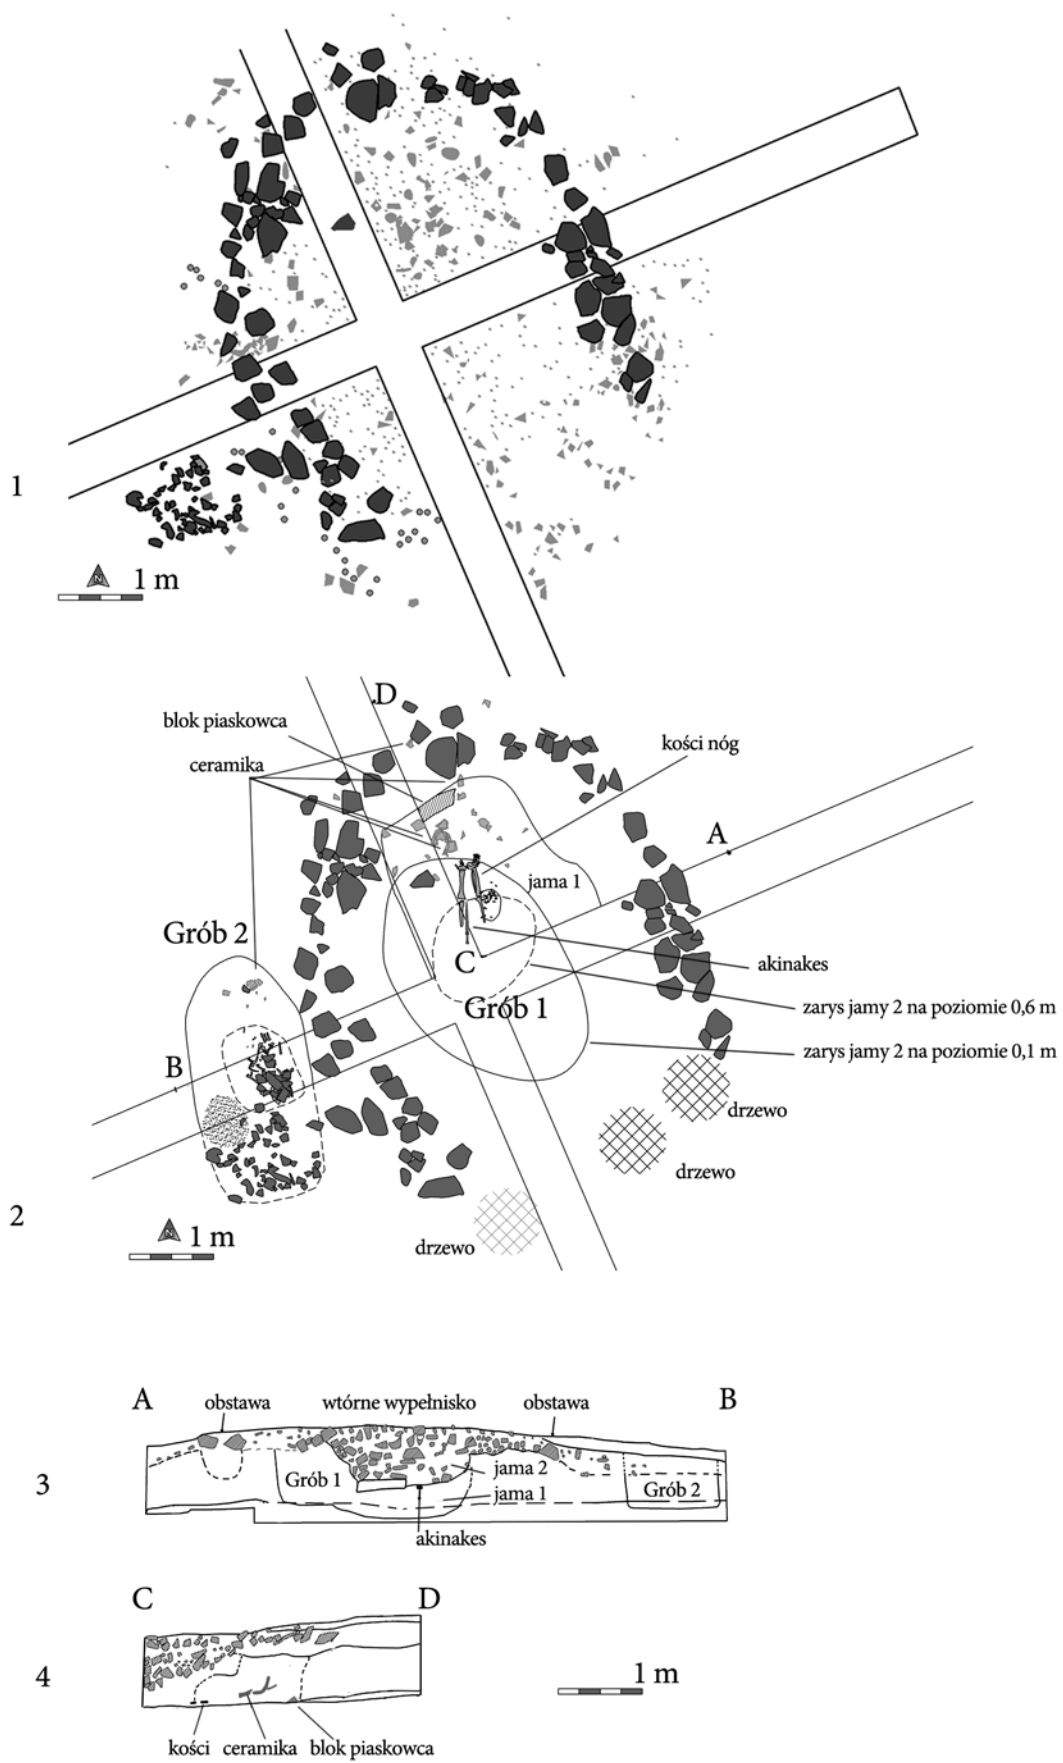 1
N
1 m
D
blok piaskowca
kości nóg
ceramika
A
jama 1
Grób 2
akinakes
C
zarys jamy 2 na poziomie 0,6 m
Grób 1
zarys jamy 2 na poziomie 0,1 m
B
drzewo
drzewo
2
N
1 m
drzewo
A
obstawa
wtórne wypełnisko
obstawa
B
jama 2
Grób 1
3
jama 1
Grób 2
akinakes
C
D
4
1 m
kości
ceramika
blok piaskowca